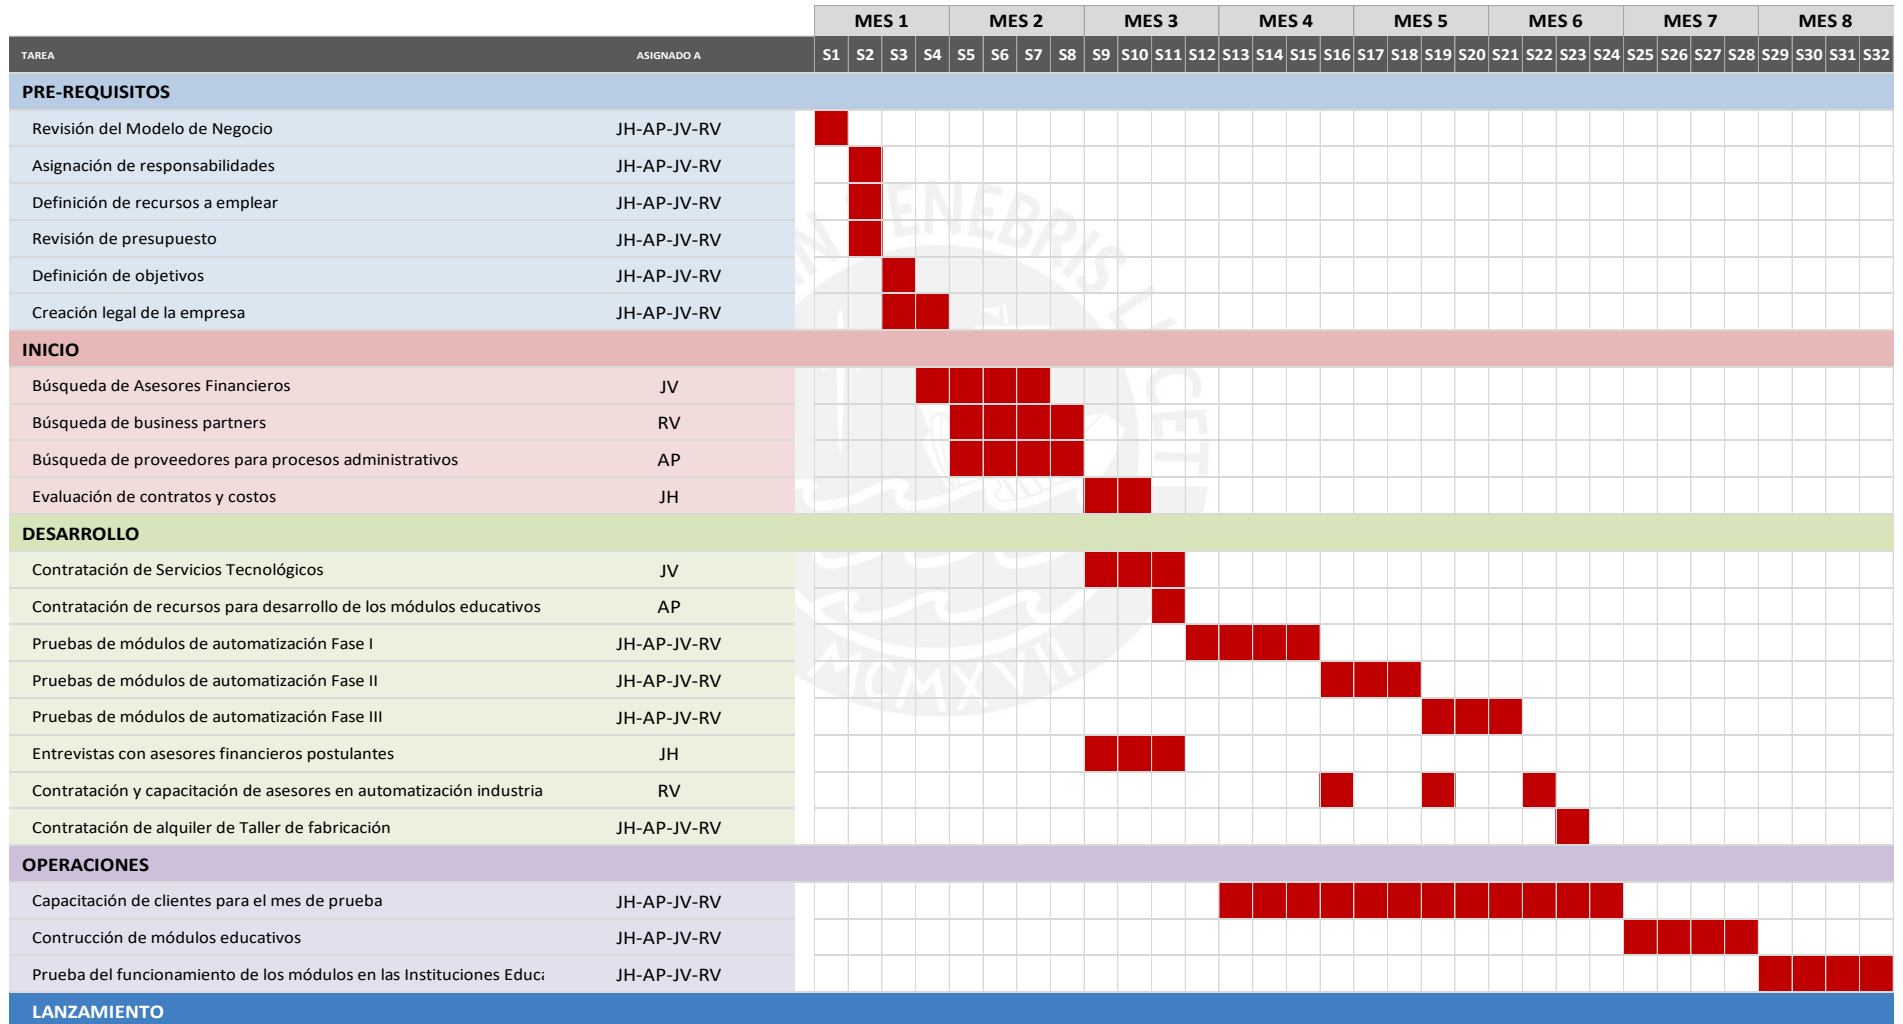 MES 1 MES 2 MES 3 MES 4 MES 5 MES 6 MES 7 MES 8
TAREA ASIGNADO A S1 S2 S3 S4 S5 S6 S7 S8 S9 S10 S11 S12 S13 S14 S15 S16 S17 S18 S19 S20 S21 S22 S23 S24 S25 S26 S27 S28 S29 S30 S31 S32
PRE-REQUISITOS
Revisión del Modelo de Negocio JH-AP-JV-RV
Asignación de responsabilidades JH-AP-JV-RV
Definición de recursos a emplear JH-AP-JV-RV
Revisión de presupuesto JH-AP-JV-RV
Definición de objetivos JH-AP-JV-RV
Creación legal de la empresa JH-AP-JV-RV
INICIO
Búsqueda de Asesores Financieros JV
Búsqueda de business partners RV
Búsqueda de proveedores para procesos administrativos AP
Evaluación de contratos y costos JH
DESARROLLO
Contratación de Servicios Tecnológicos JV
Contratación de recursos para desarrollo de los módulos educativos AP
Pruebas de módulos de automatización Fase I JH-AP-JV-RV
Pruebas de módulos de automatización Fase II JH-AP-JV-RV
Pruebas de módulos de automatización Fase III JH-AP-JV-RV
Entrevistas con asesores financieros postulantes JH
Contratación y capacitación de asesores en automatización industria RV
Contratación de alquiler de Taller de fabricación JH-AP-JV-RV
OPERACIONES
Capacitación de clientes para el mes de prueba JH-AP-JV-RV
Contrucción de módulos educativos JH-AP-JV-RV
Prueba del funcionamiento de los módulos en las Instituciones Educa JH-AP-JV-RV
LANZAMIENTO
IN TENEBRIS LUCET
MCMXVII